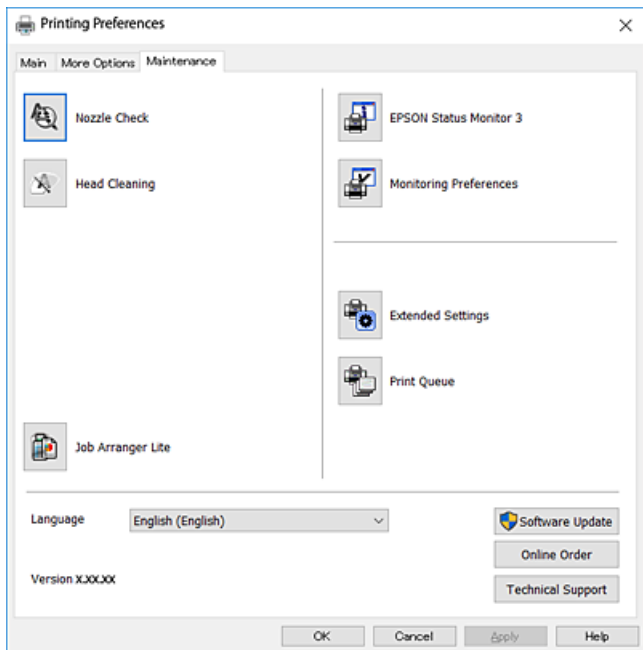 Printing Preferences
Main More Options Maintenance
Nozzle Check
Head Cleaning
Job Arranger Lite
EPSON Status Monitor 3
Monitoring Preferences
Extended Settings
Print Queue
Language English (English)
Software Update
Online Order
Version X.XX.XX
Technical Support
OK Cancel Apply Help